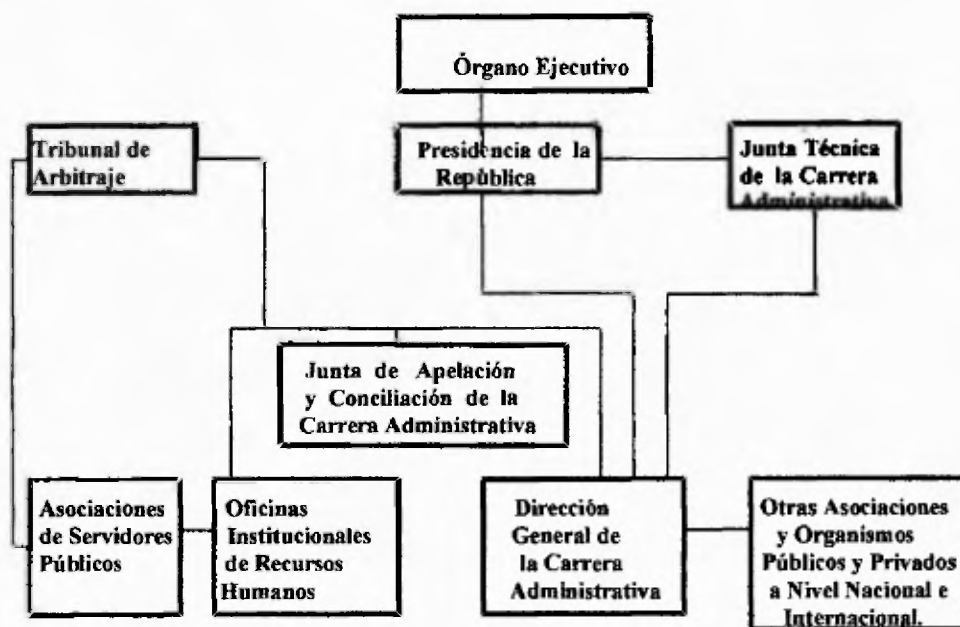 Órgano Ejecutivo
Tribunal de
Arbitraje
Presidencia de la
República
Junta Técnica
de la Carrera
Administrativa
Junta de Apelación
y Conciliación de la
Carrera Administrativa
Asociaciones
de Servidores
Públicos
Oficinas
Institucionales
de Recursos
Humanos
Dirección
General de
la Carrera
Administrativa
Otras Asociaciones
y Organismos
Públicos y Privados
a Nivel Nacional e
Internacional.